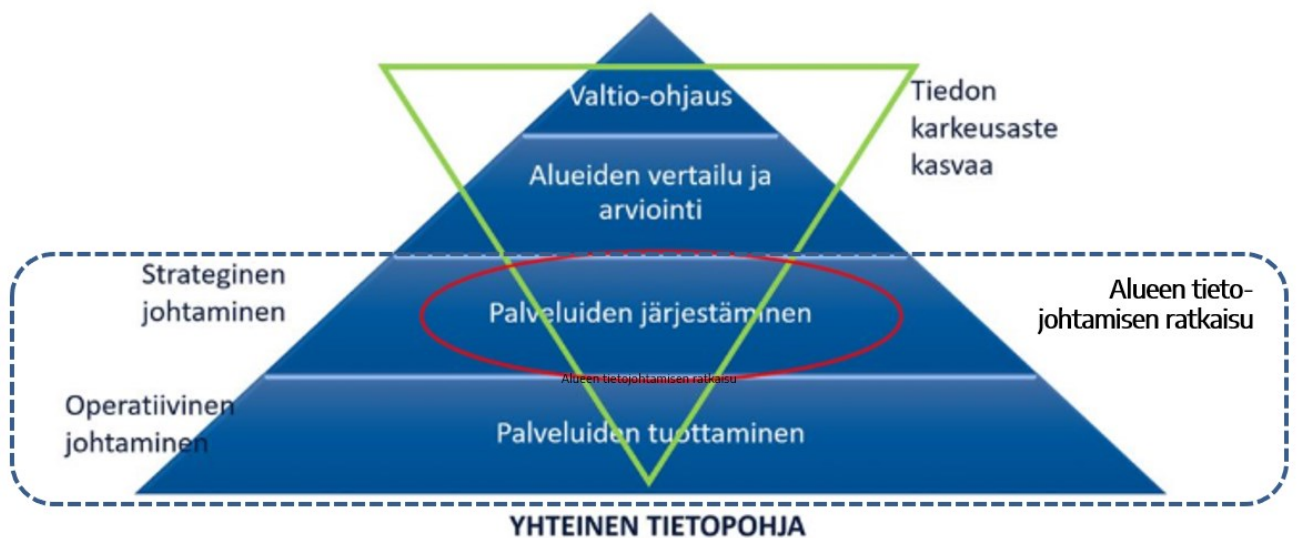 Valtio-ohjaus
Tiedon
karkeusaste
kasvaa
Alueiden vertailu ja
arviointi
Strateginen
johtaminen
Palveluiden järjestäminen
Alueen tieto-
johtamisen ratkaisu
Alueen tietojohtamisen ratkaisu
Operatiivinen
johtaminen
Palveluiden tuottaminen
YHTEINEN TIETOPOHJA